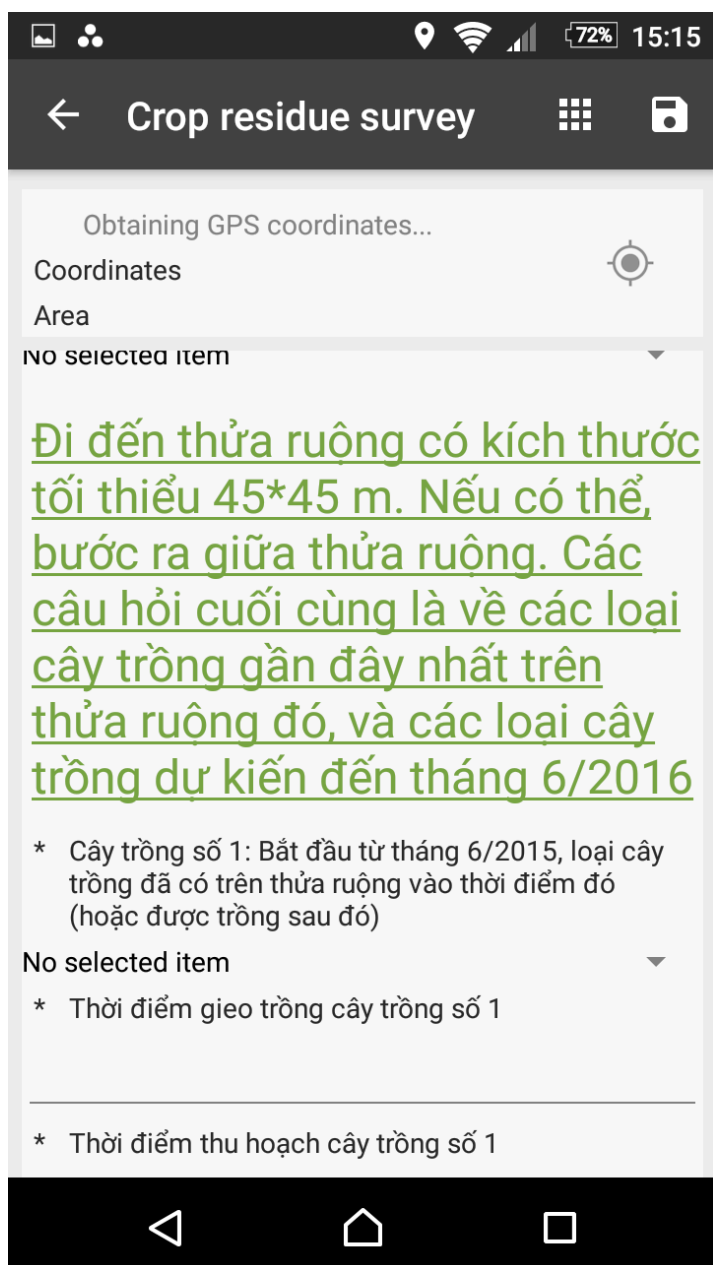 72% 15:15
Crop residue survey
Obtaining GPS coordinates...
Coordinates
Area
No selected item
Đi đến thửa ruộng có kích thước
tối thiểu 45*45 m. Nếu có thể,
bước ra giữa thửa ruộng. Các
câu hỏi cuối cùng là về các loại
cây trồng gần đây nhất trên
thửa ruộng đó, và các loại cây
trồng dự kiến đến tháng 6/2016
* Cây trồng số 1: Bắt đầu từ tháng 6/2015, loại cây
trồng đã có trên thửa ruộng vào thời điểm đó
(hoặc được trồng sau đó)
No selected item
* Thời điểm gieo trồng cây trồng số 1
* Thời điểm thu hoạch cây trồng số 1